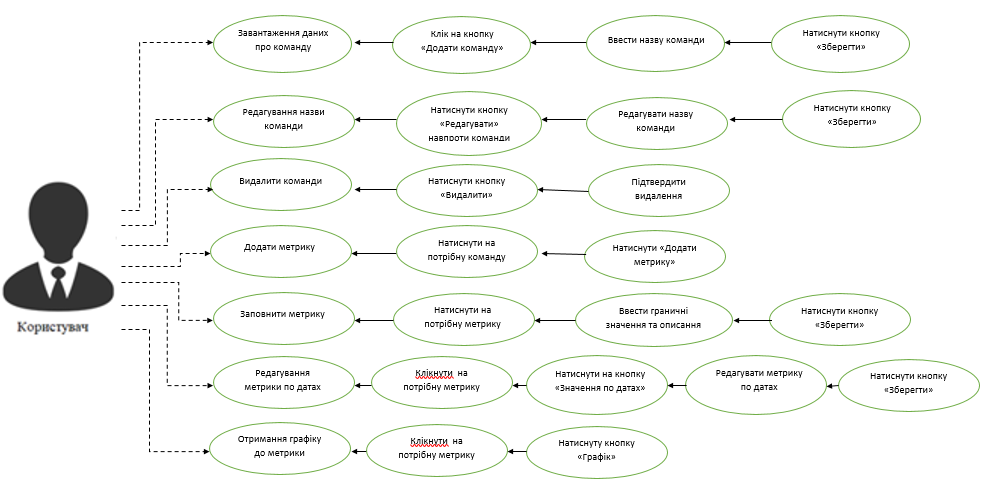 Завантаження даних
про команду
Клік на кнопку
«Додати команду»
Ввести назву команди
Натиснути кнопку
«Зберегти»
Редагування назви
команди
Натиснути кнопку
«Редагувати»
навпроти команди
Редагувати назву
команди
Натиснути кнопку
«Зберегти»
Видалити команди
Натиснути кнопку
«Видалити»
Підтвердити
видалення
Додати метрику
Натиснути на
потрібну команду
Натиснути «Додати
метрику»
Користувач
Заповнити метрику
Натиснути на
потрібну метрику
Ввести граничні
значення та описання
Натиснути кнопку
«Зберегти»
Редагування
метрики по датах
Клікнути на
потрібну метрику
Натиснути на кнопку
«Значення по датах»
Редагувати метрику
по датах
Натиснути кнопку
«Зберегти»
Отримання графіку
до метрики
Клікнути на
потрібну метрику
Натиснуту кнопку
«Графік»